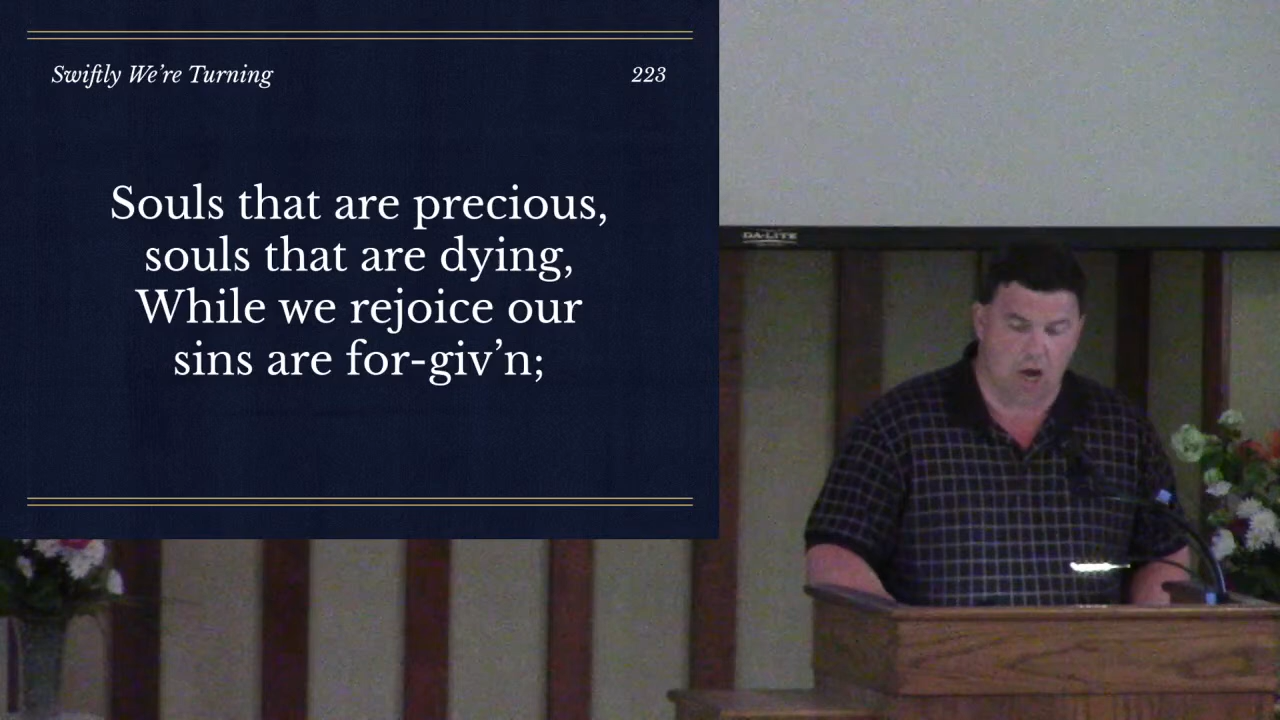 Swiftly We’re Turning
223
Souls that are precious,
souls that are dying,
While we rejoice our
sins are for-giv’n;
DA-LITE